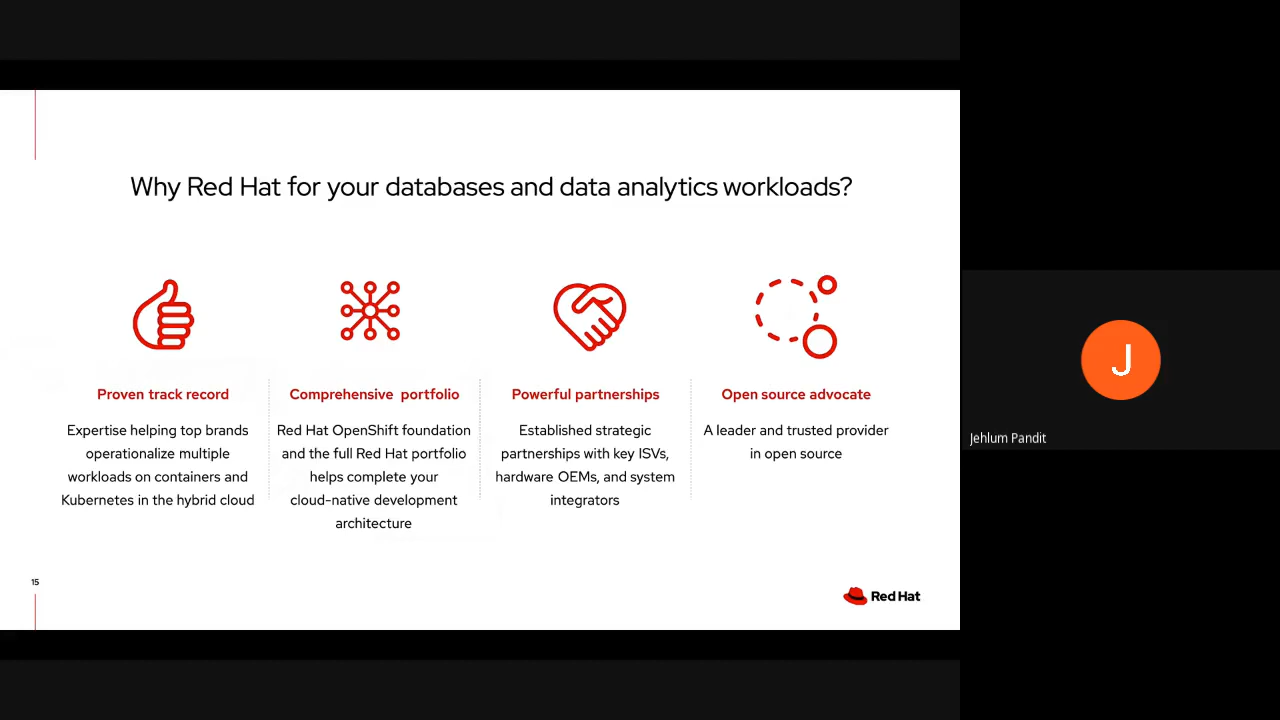 Why Red Hat for your databases and data analytics workloads?
Proven track record
Expertise helping top brands
operationalize multiple
workloads on containers and
Kubernetes in the hybrid cloud
Comprehensive portfolio
Red Hat OpenShift foundation
and the full Red Hat portfolio
helps complete your
cloud-native development
architecture
Powerful partnerships
Established strategic
partnerships with key ISVs,
hardware OEMs, and system
integrators
Open source advocate
A leader and trusted provider
in open source
15
Red Hat
J
Jehlum Pandit